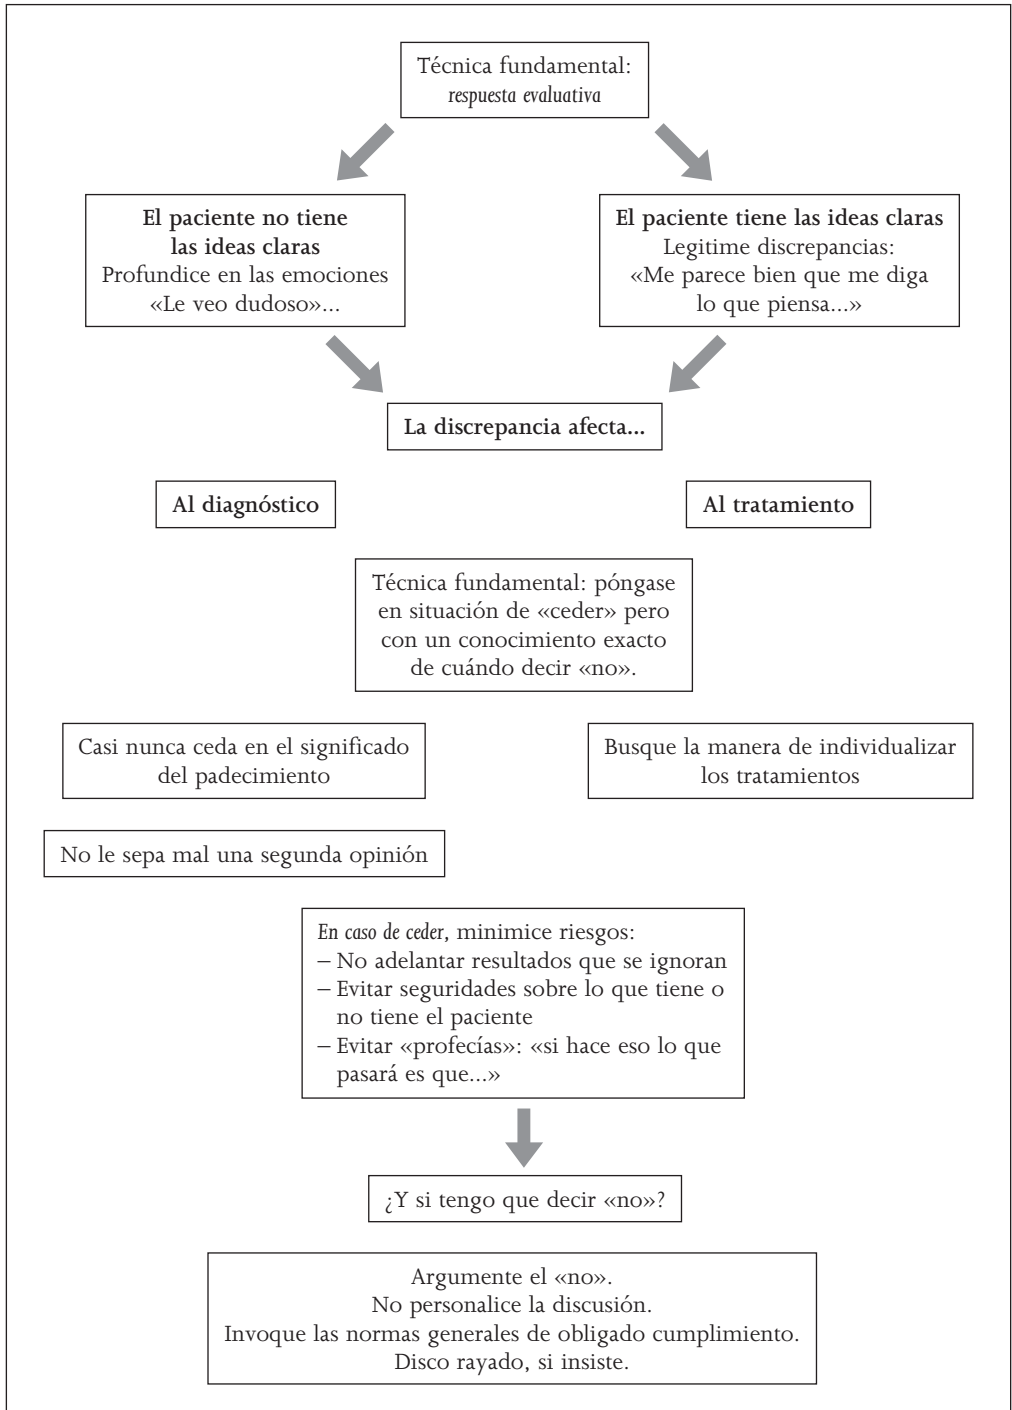 Técnica fundamental:
respuesta evaluativa
El paciente no tiene
las ideas claras
Profundice en las emociones
«Le veo dudoso»...
El paciente tiene las ideas claras
Legitime discrepancias:
«Me parece bien que me diga
lo que piensa...»
La discrepancia afecta...
Al diagnóstico
Al tratamiento
Técnica fundamental: póngase
en situación de «ceder» pero
con un conocimiento exacto
de cuándo decir «no».
Casi nunca ceda en el significado
del padecimiento
Busque la manera de individualizar
los tratamientos
No le sepa mal una segunda opinión
En caso de ceder, minimice riesgos:
– No adelantar resultados que se ignoran
– Evitar seguridades sobre lo que tiene o
no tiene el paciente
– Evitar «profecías»: «si hace eso lo que
pasará es que...»
¿Y si tengo que decir «no»?
Argumente el «no».
No personalice la discusión.
Invoque las normas generales de obligado cumplimiento.
Disco rayado, si insiste.